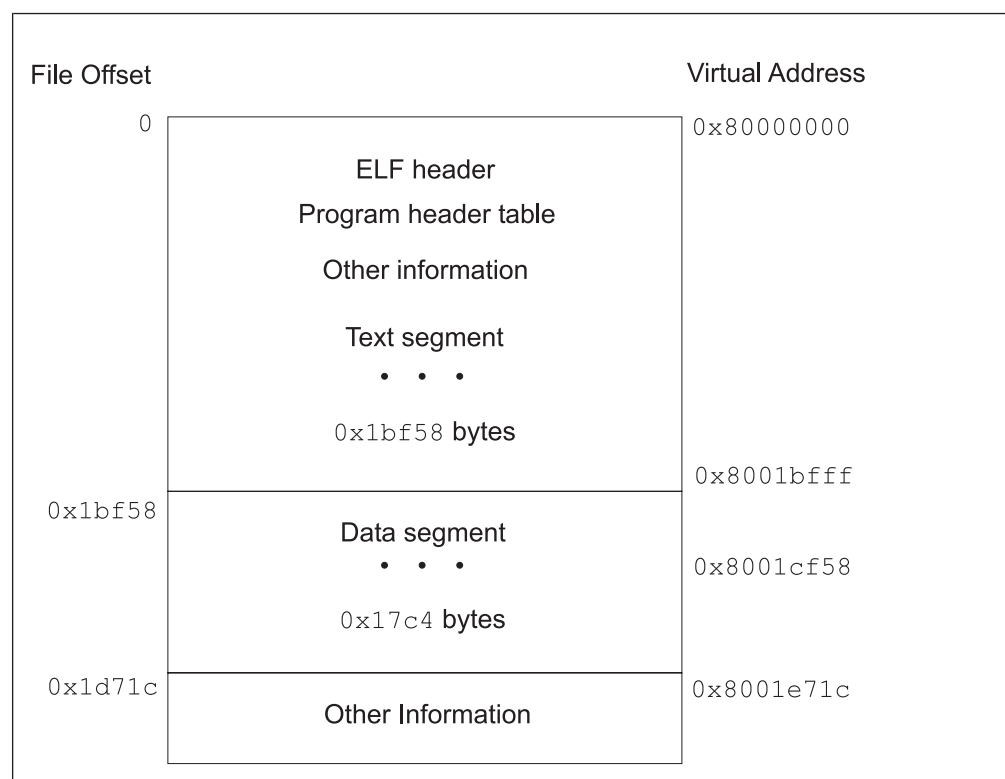 File Offset
Virtual Address
0
0x80000000
ELF header
Program header table
Other information
Text segment
• • •
0x1bf58 bytes
0x8001bfff
0x1bf58
Data segment
• • •
0x8001cf58
0x17c4 bytes
0x1d71c
0x8001e71c
Other Information